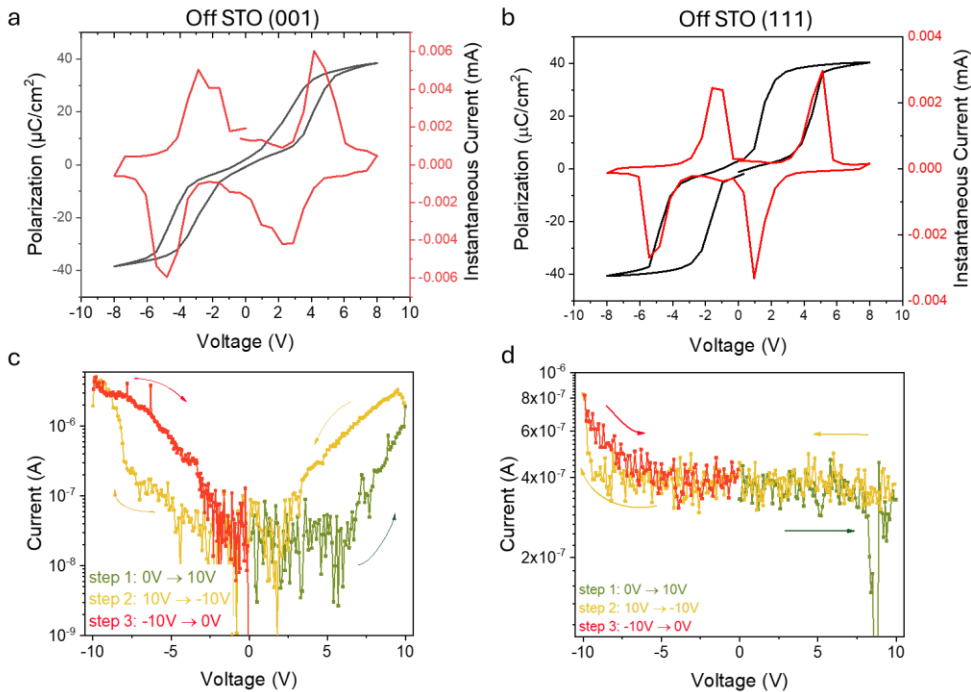 a
Off STO (001)
Polarization (μC/cm²)
40
20
0
-20
-40
0.006
0.004
0.002
0.000
-0.002
-0.004
-0.006
Instantaneous Current (mA)
-10 -8 -6 -4 -2 0 2 4 6 8 10
Voltage (V)
b
Off STO (111)
Polarization (μC/cm²)
40
20
0
-20
-40
0.004
0.002
0.000
-0.002
-0.004
Instantaneous Current (mA)
-10 -8 -6 -4 -2 0 2 4 6 8 10
Voltage (V)
c
Current (A)
10⁻⁶
10⁻⁷
10⁻⁸
10⁻⁹
step 1: 0V → 10V
step 2: 10V → -10V
step 3: -10V → 0V
-10 -5 0 5 10
Voltage (V)
d
Current (A)
10⁻⁶
8x10⁻⁷
6x10⁻⁷
4x10⁻⁷
2x10⁻⁷
step 1: 0V → 10V
step 2: 10V → -10V
step 3: -10V → 0V
-10 -5 0 5 10
Voltage (V)